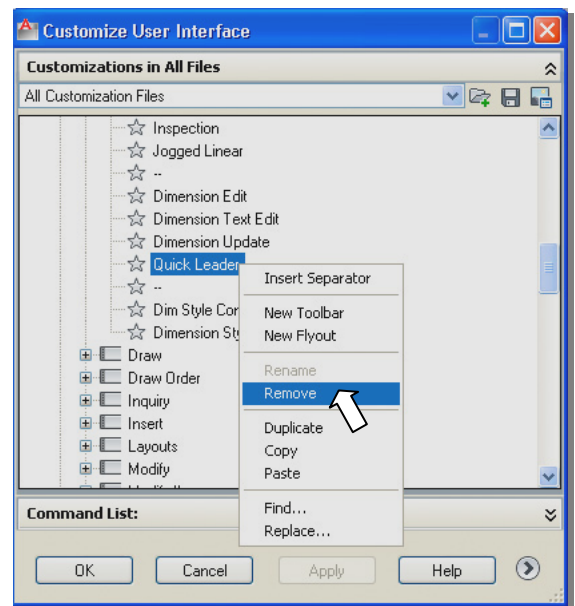 Customize User Interface
Customizations in All Files
All Customization Files
Inspection
Jogged Linear
--
Dimension Edit
Dimension Text Edit
Dimension Update
Quick Leader
--
Dim Style Cor
Dimension Sty
Draw
Draw Order
Inquiry
Insert
Layouts
Modify
Insert Separator
New Toolbar
New Flyout
Rename
Remove
Duplicate
Copy
Paste
Find...
Replace...
Command List:
OK Cancel Apply Help